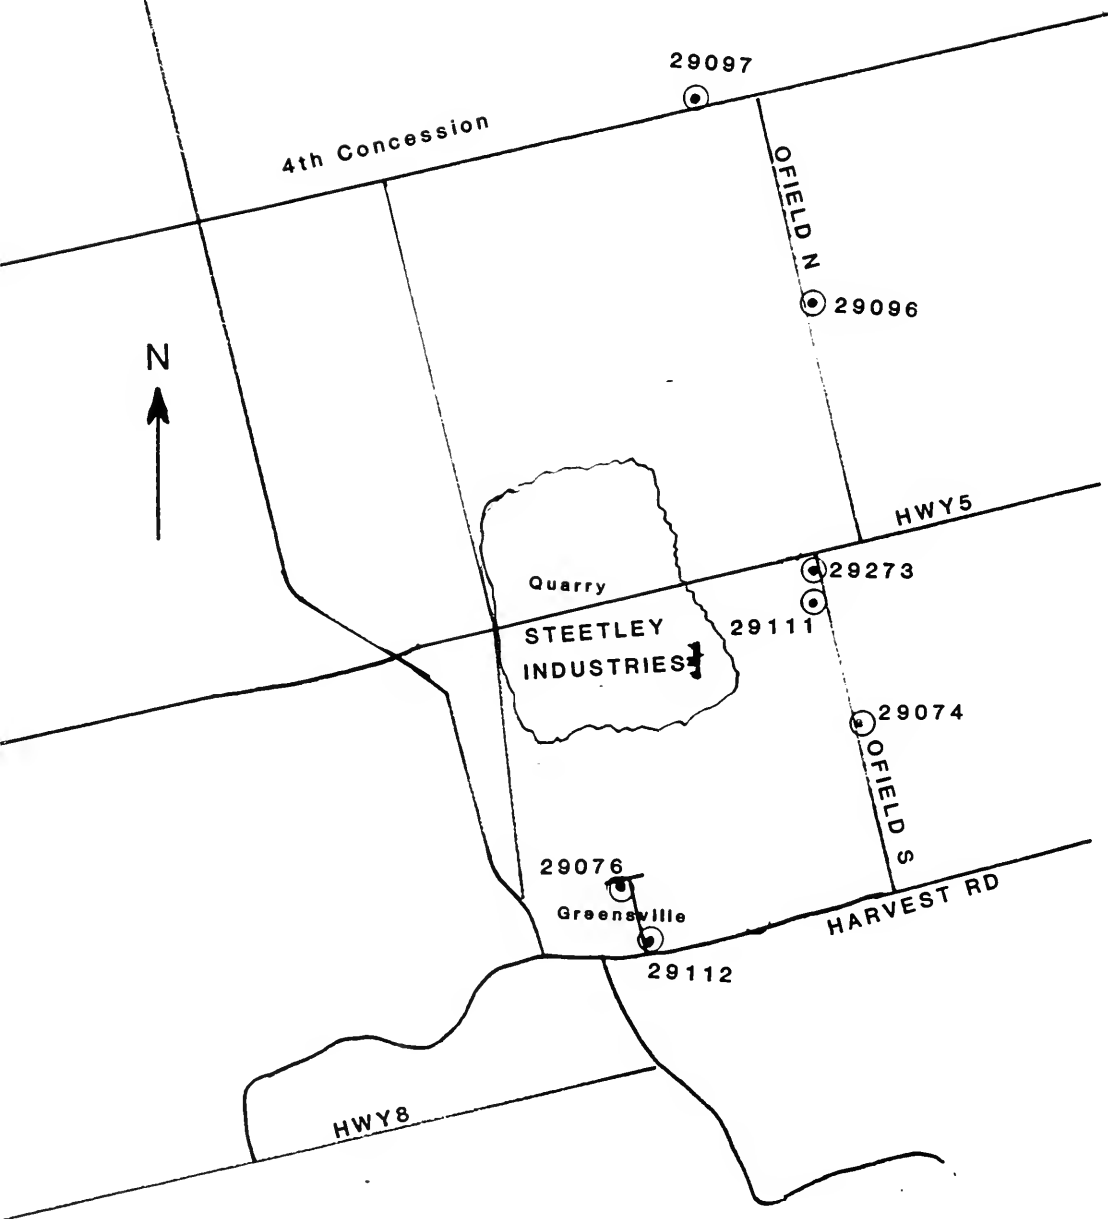 29097
4th Concession
OFIELD N
29096
N
HWY5
29273
Quarry
29111
STEETLEY
INDUSTRIES
29074
OFIELD S
29076
HARVEST RD
Greensville
29112
HWY8